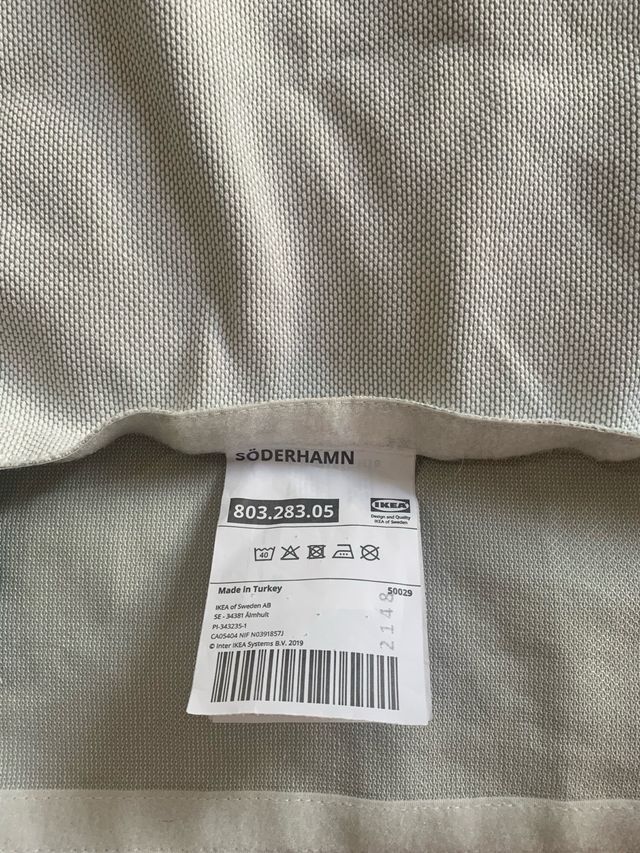 SÖDERHAMN
803.283.05
IKEA
Design and Quality
IKEA of Sweden
40
Made in Turkey
50029
IKEA of Sweden AB
SE - 34381 Älmhult
PI-343235-1
CA05404 NIF N0391857J
© Inter IKEA Systems B.V. 2019
2148